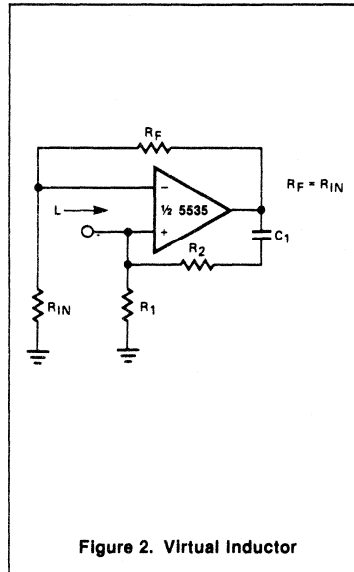 RF
−
½ 5535
+
RF = RIN
L →
R2
C1
RIN
R1
Figure 2. Virtual Inductor